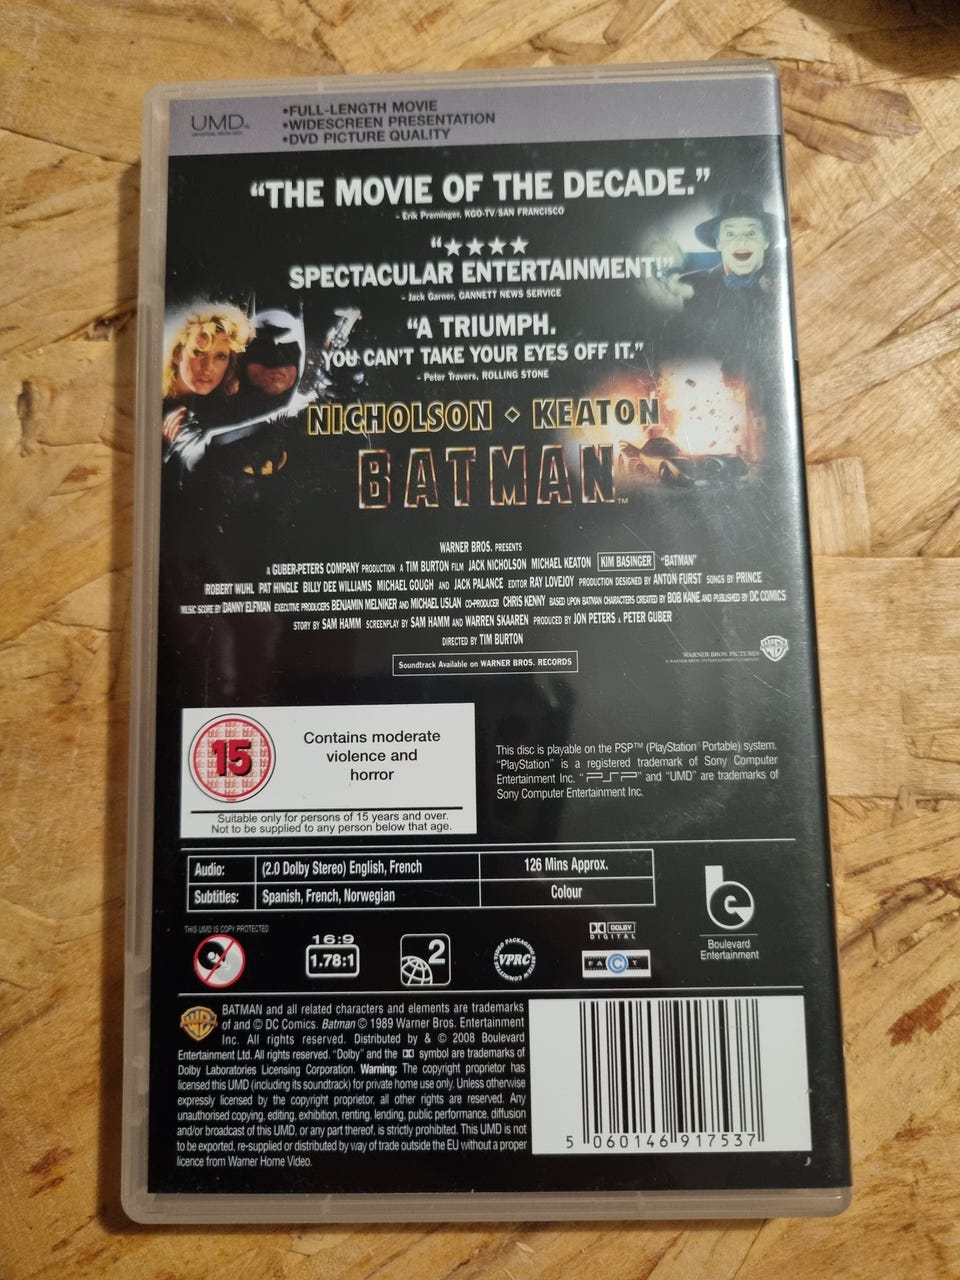 UMD™
UNIVERSAL MEDIA DISC
•FULL-LENGTH MOVIE
•WIDESCREEN PRESENTATION
•DVD PICTURE QUALITY
“THE MOVIE OF THE DECADE.”
- Erik Preminger, KGO-TV/SAN FRANCISCO
“★★★★
SPECTACULAR ENTERTAINMENT!”
- Jack Garner, GANNETT NEWS SERVICE
“A TRIUMPH.
YOU CAN'T TAKE YOUR EYES OFF IT.”
- Peter Travers, ROLLING STONE
NICHOLSON ⋄ KEATON
BATMAN™
WARNER BROS. PRESENTS
A GUBER-PETERS COMPANY PRODUCTION A TIM BURTON FILM JACK NICHOLSON MICHAEL KEATON KIM BASINGER “BATMAN”
ROBERT WUHL PAT HINGLE BILLY DEE WILLIAMS MICHAEL GOUGH AND JACK PALANCE EDITOR RAY LOVEJOY PRODUCTION DESIGNED BY ANTON FURST SONGS BY PRINCE
MUSIC SCORE BY DANNY ELFMAN EXECUTIVE PRODUCERS BENJAMIN MELNIKER AND MICHAEL USLAN CO-PRODUCER CHRIS KENNY BASED UPON BATMAN CHARACTERS CREATED BY BOB KANE AND PUBLISHED BY DC COMICS
STORY BY SAM HAMM SCREENPLAY BY SAM HAMM AND WARREN SKAAREN PRODUCED BY JON PETERS & PETER GUBER
DIRECTED BY TIM BURTON
Soundtrack Available on WARNER BROS. RECORDS
WARNER BROS. PICTURES
A WARNER BROS. ENTERTAINMENT COMPANY
WB
15
Contains moderate
violence and
horror
Suitable only for persons of 15 years and over.
Not to be supplied to any person below that age.
This disc is playable on the PSP™ (PlayStation® Portable) system.
“PlayStation” is a registered trademark of Sony Computer
Entertainment Inc. “PSP” and “UMD” are trademarks of
Sony Computer Entertainment Inc.
Audio: (2.0 Dolby Stereo) English, French 126 Mins Approx.
Subtitles: Spanish, French, Norwegian Colour
THIS UMD IS COPY PROTECTED
16:9
1.78:1
2
VIDEO PACKAGING REVIEW COMMITTEE
VPRC
DOLBY
DIGITAL
FACT
be
Boulevard
Entertainment
BATMAN and all related characters and elements are trademarks
of and © DC Comics. Batman © 1989 Warner Bros. Entertainment
Inc. All rights reserved. Distributed by & © 2008 Boulevard
Entertainment Ltd. All rights reserved. “Dolby” and the symbol are trademarks of
Dolby Laboratories Licensing Corporation. Warning: The copyright proprietor has
licensed this UMD (including its soundtrack) for private home use only. Unless otherwise
expressly licensed by the copyright proprietor, all other rights are reserved. Any
unauthorised copying, editing, exhibition, renting, lending, public performance, diffusion
and/or broadcast of this UMD, or any part thereof, is strictly prohibited. This UMD is not
to be exported, re-supplied or distributed by way of trade outside the EU without a proper
licence from Warner Home Video.
5 060146 917537